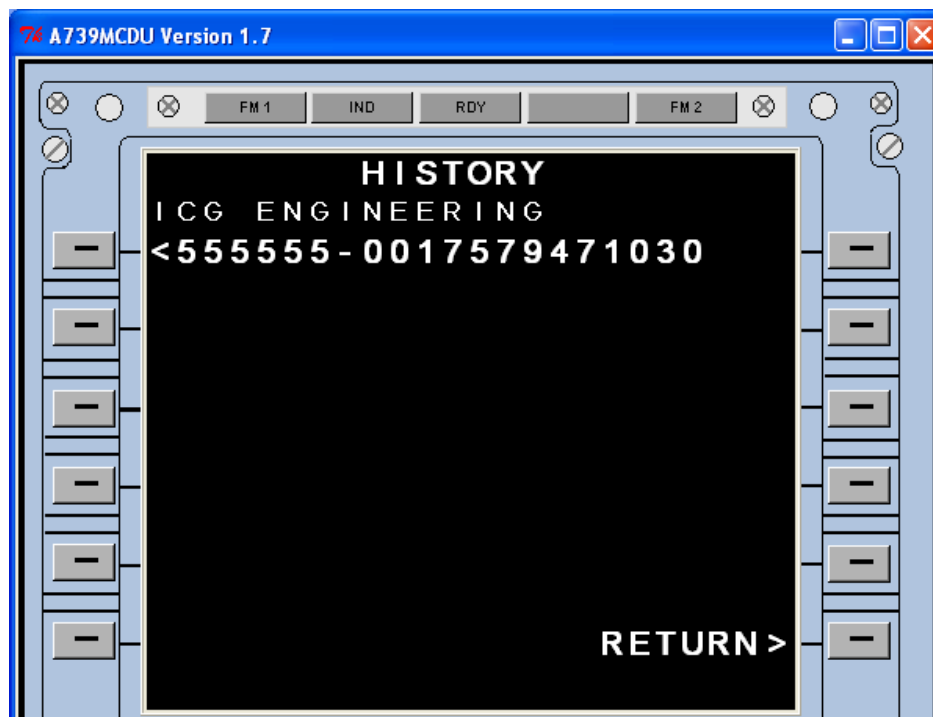 A739MCDU Version 1.7
FM 1 IND RDY FM 2
HISTORY
ICG ENGINEERING
<555555-0017579471030
RETURN>